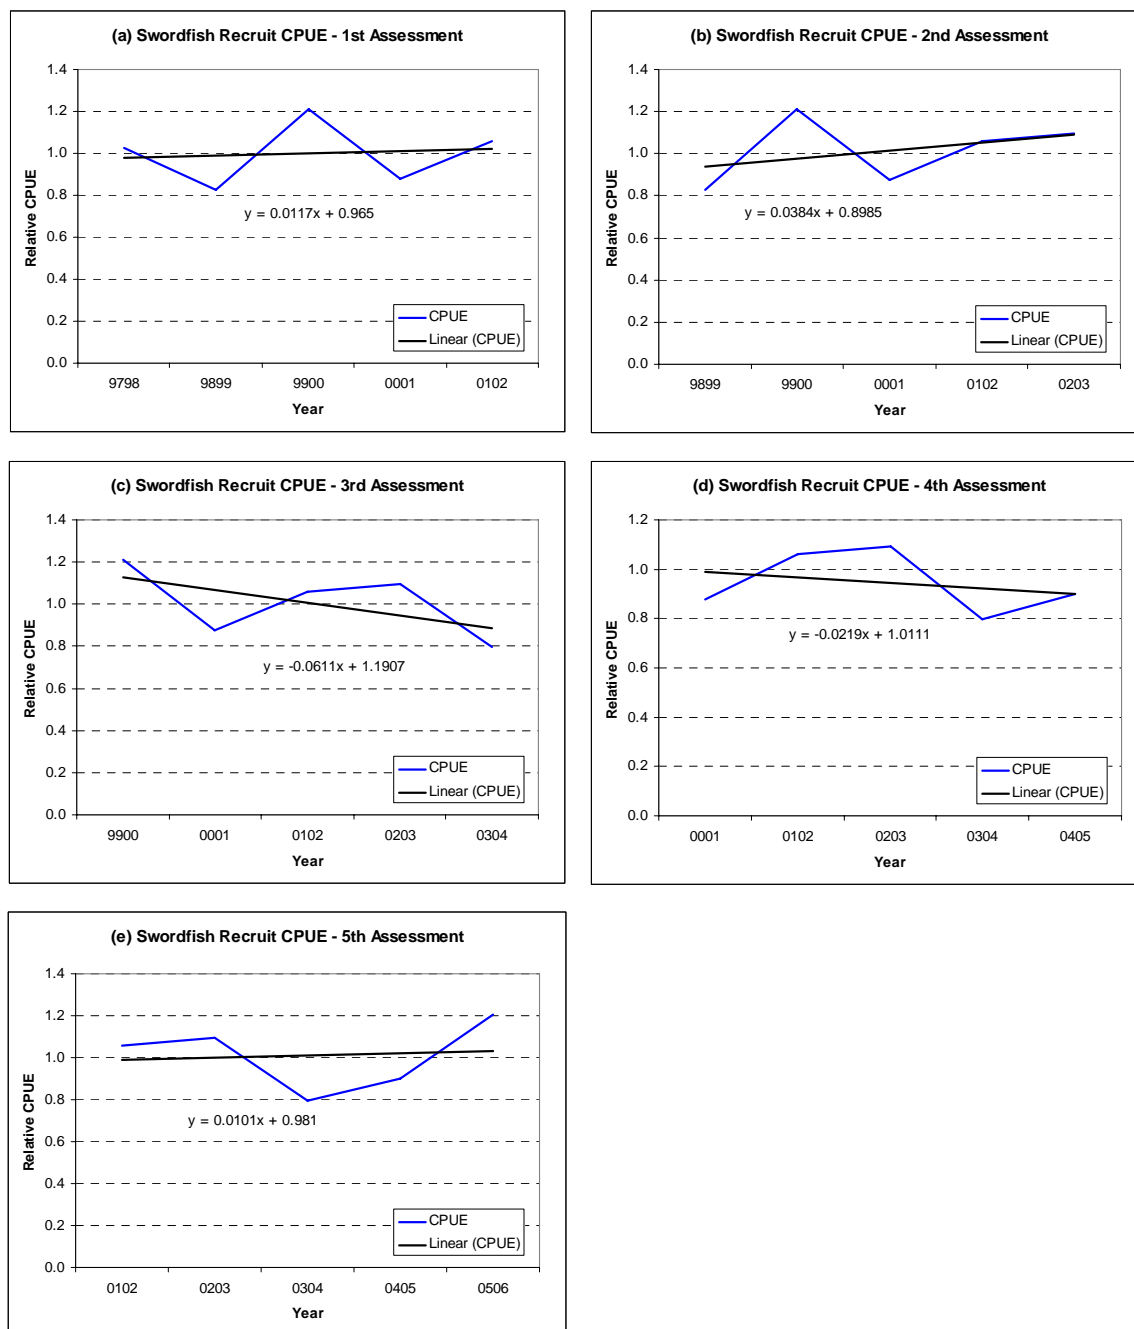 (a) Swordfish Recruit CPUE - 1st Assessment
Relative CPUE
1.4
1.2
1.0
0.8
0.6
0.4
0.2
0.0
y = 0.0117x + 0.965
CPUE
Linear (CPUE)
9798 9899 9900 0001 0102
Year
(b) Swordfish Recruit CPUE - 2nd Assessment
Relative CPUE
1.4
1.2
1.0
0.8
0.6
0.4
0.2
0.0
y = 0.0384x + 0.8985
CPUE
Linear (CPUE)
9899 9900 0001 0102 0203
Year
(c) Swordfish Recruit CPUE - 3rd Assessment
Relative CPUE
1.4
1.2
1.0
0.8
0.6
0.4
0.2
0.0
y = -0.0611x + 1.1907
CPUE
Linear (CPUE)
9900 0001 0102 0203 0304
Year
(d) Swordfish Recruit CPUE - 4th Assessment
Relative CPUE
1.2
1.0
0.8
0.6
0.4
0.2
0.0
y = -0.0219x + 1.0111
CPUE
Linear (CPUE)
0001 0102 0203 0304 0405
Year
(e) Swordfish Recruit CPUE - 5th Assessment
Relative CPUE
1.4
1.2
1.0
0.8
0.6
0.4
0.2
0.0
y = 0.0101x + 0.981
CPUE
Linear (CPUE)
0102 0203 0304 0405 0506
Year